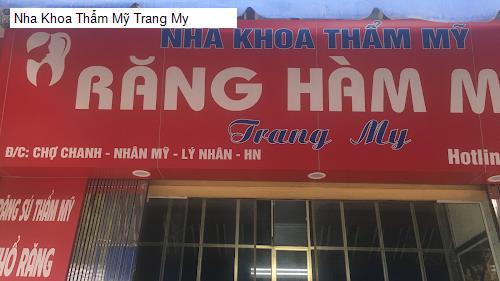 Nha Khoa Thẩm Mỹ Trang My
NHA KHOA THẨM MỸ
RĂNG HÀM M
Trang My
Đ/C: CHỢ CHANH - NHÂN MỸ - LÝ NHÂN - HN
Hotlin
RĂNG SỨ THẨM MỸ
HỔ RĂNG